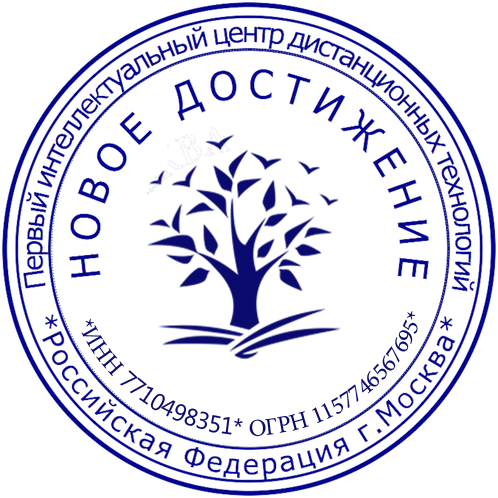 Первый интеллектуальный центр дистанционных технологий
НОВОЕ ДОСТИЖЕНИЕ
*ИНН 7710498351* ОГРН 1157746567695*
*российская Федерация г.Москва*